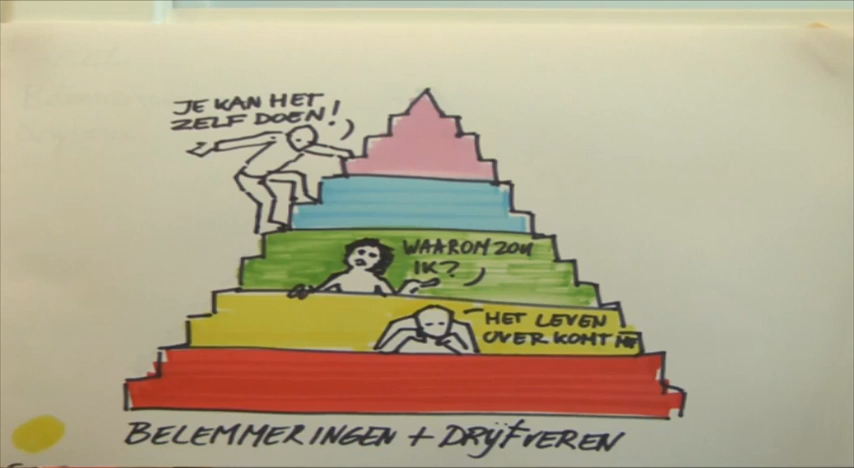 JE KAN HET
ZELF DOEN!
WAAROM ZOU
IK?
HET LEVEN
OVERKOMT ME
BELEMMERINGEN + DRIJFVEREN